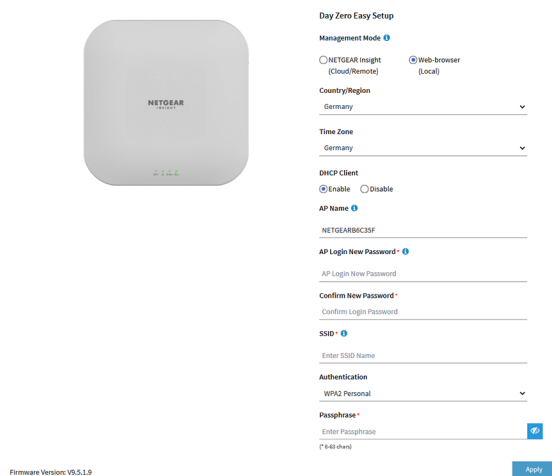 NETGEAR
INSIGHT
Day Zero Easy Setup
Management Mode
NETGEAR Insight
(Cloud/Remote)
Web-browser
(Local)
Country/Region
Germany
Time Zone
Germany
DHCP Client
Enable
Disable
AP Name
NETGEARB6C35F
AP Login New Password*
AP Login New Password
Confirm New Password*
Confirm Login Password
SSID*
Enter SSID Name
Authentication
WPA2 Personal
Passphrase*
Enter Passphrase
(* 8-63 chars)
Firmware Version: V9.5.1.9
Apply